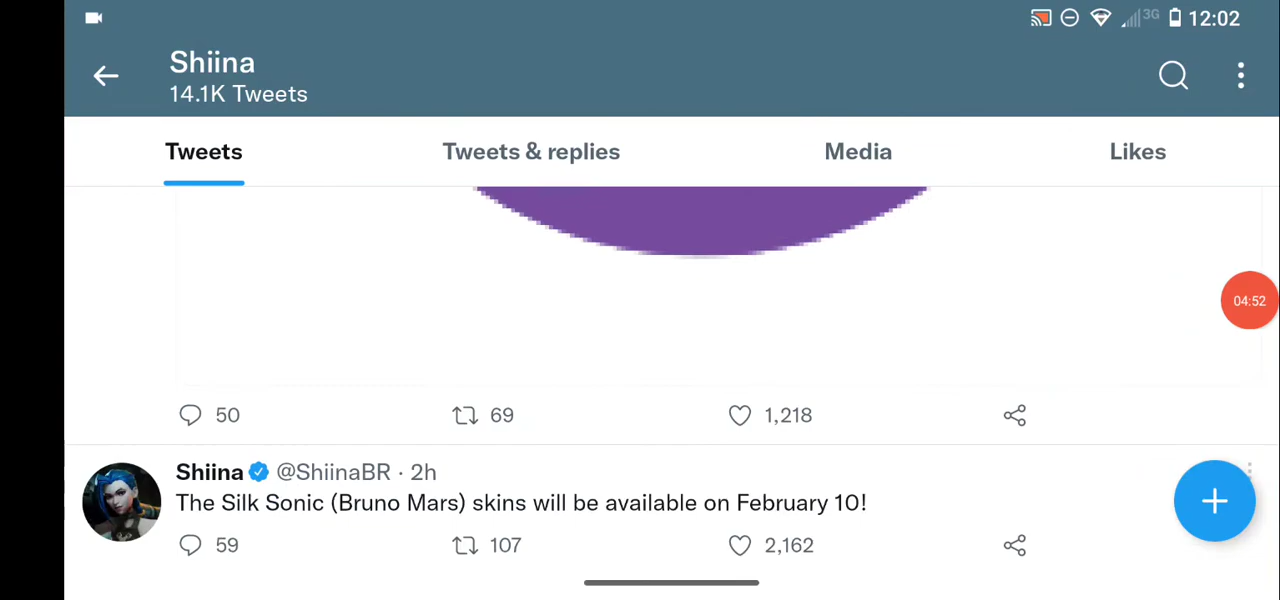 3G 12:02
Shiina
14.1K Tweets
Tweets Tweets & replies Media Likes
04:52
50 69 1,218
Shiina @ShiinaBR · 2h
The Silk Sonic (Bruno Mars) skins will be available on February 10!
59 107 2,162